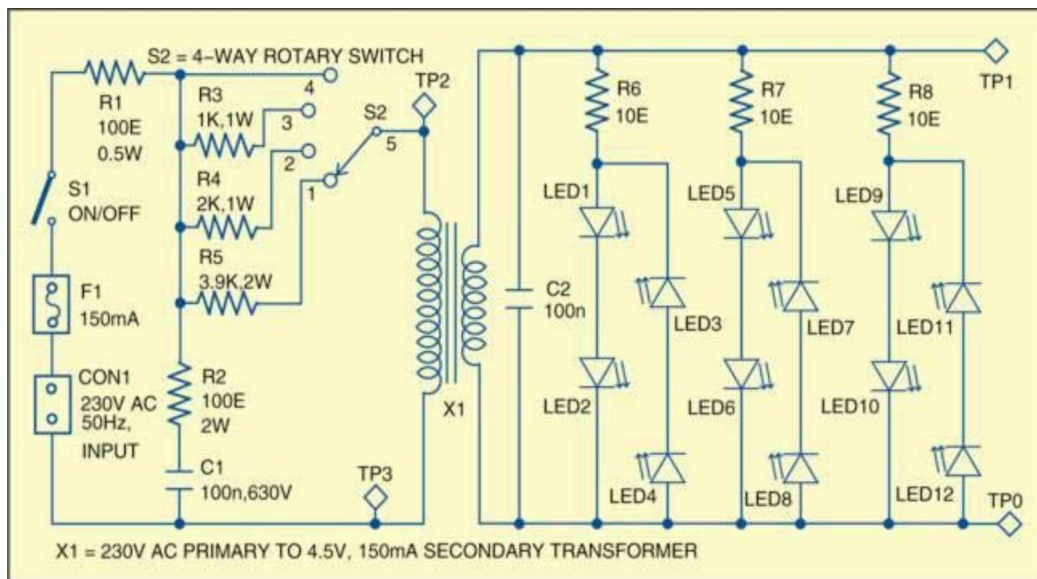 S2 = 4-WAY ROTARY SWITCH
R1
100E
0.5W
S1
ON/OFF
F1
150mA
CON1
230V AC
50Hz,
INPUT
R3
1K,1W
R4
2K,1W
R5
3.9K,2W
R2
100E
2W
C1
100n,630V
4
3
2
1
S2
5
TP2
TP3
X1
C2
100n
R6
10E
R7
10E
R8
10E
TP1
LED1
LED5
LED9
LED3
LED7
LED11
LED2
LED6
LED10
LED4
LED8
LED12
TP0
X1 = 230V AC PRIMARY TO 4.5V, 150mA SECONDARY TRANSFORMER